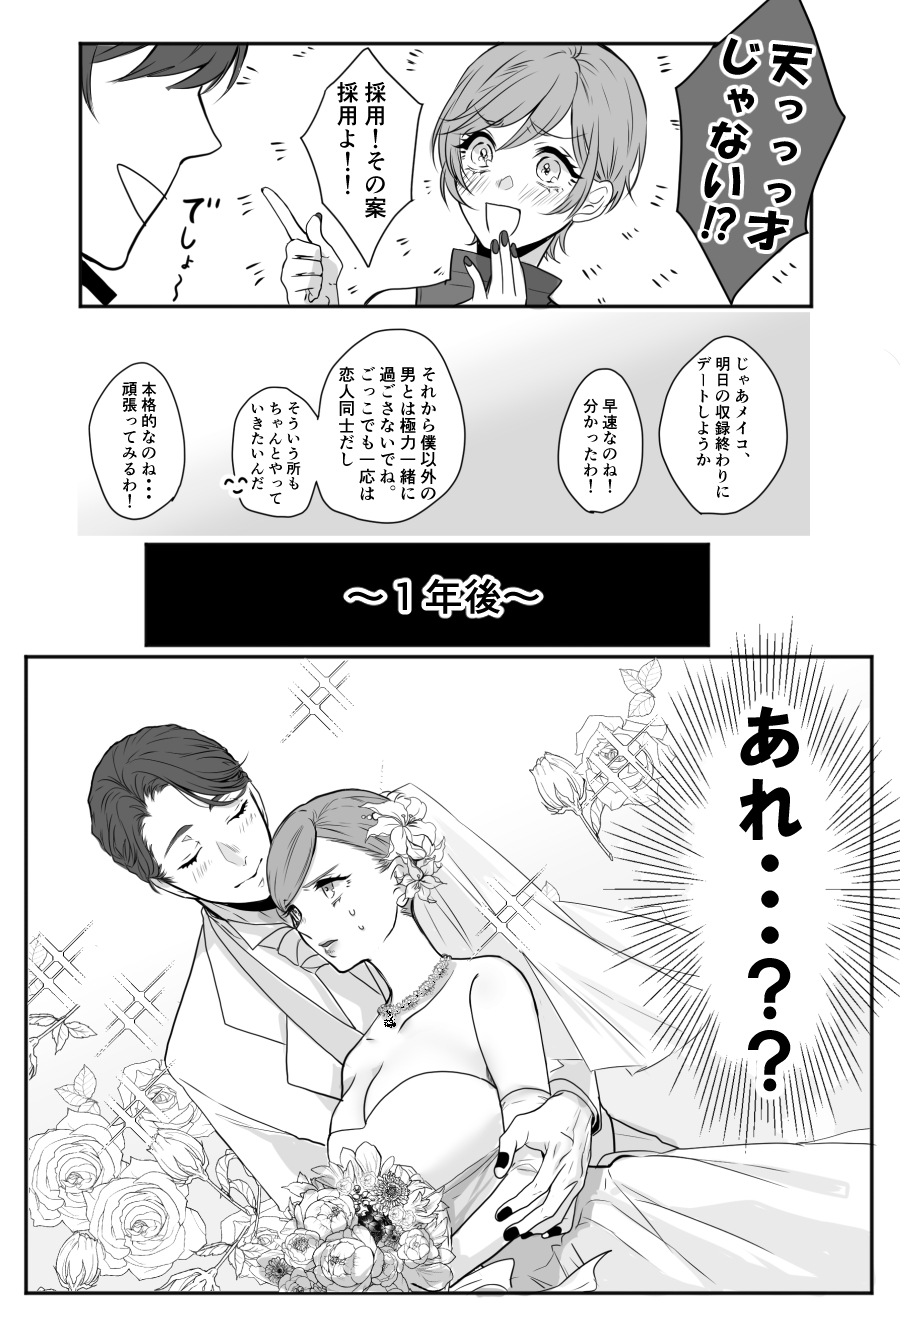 天っっっ才
じゃない!?
採用！その案
採用よ！！
でしょ〜
じゃあメイコ、
明日の収録終わりに
デートしようか
早速なのね！
分かったわ！
それから僕以外の
男とは極力一緒に
過ごさないでね。
ごっこでも一応は
恋人同士だし
そういう所も
ちゃんとやって
いきたいんだ
本格的なのね・・・
頑張ってみるわ！
〜１年後〜
あれ・・・？？